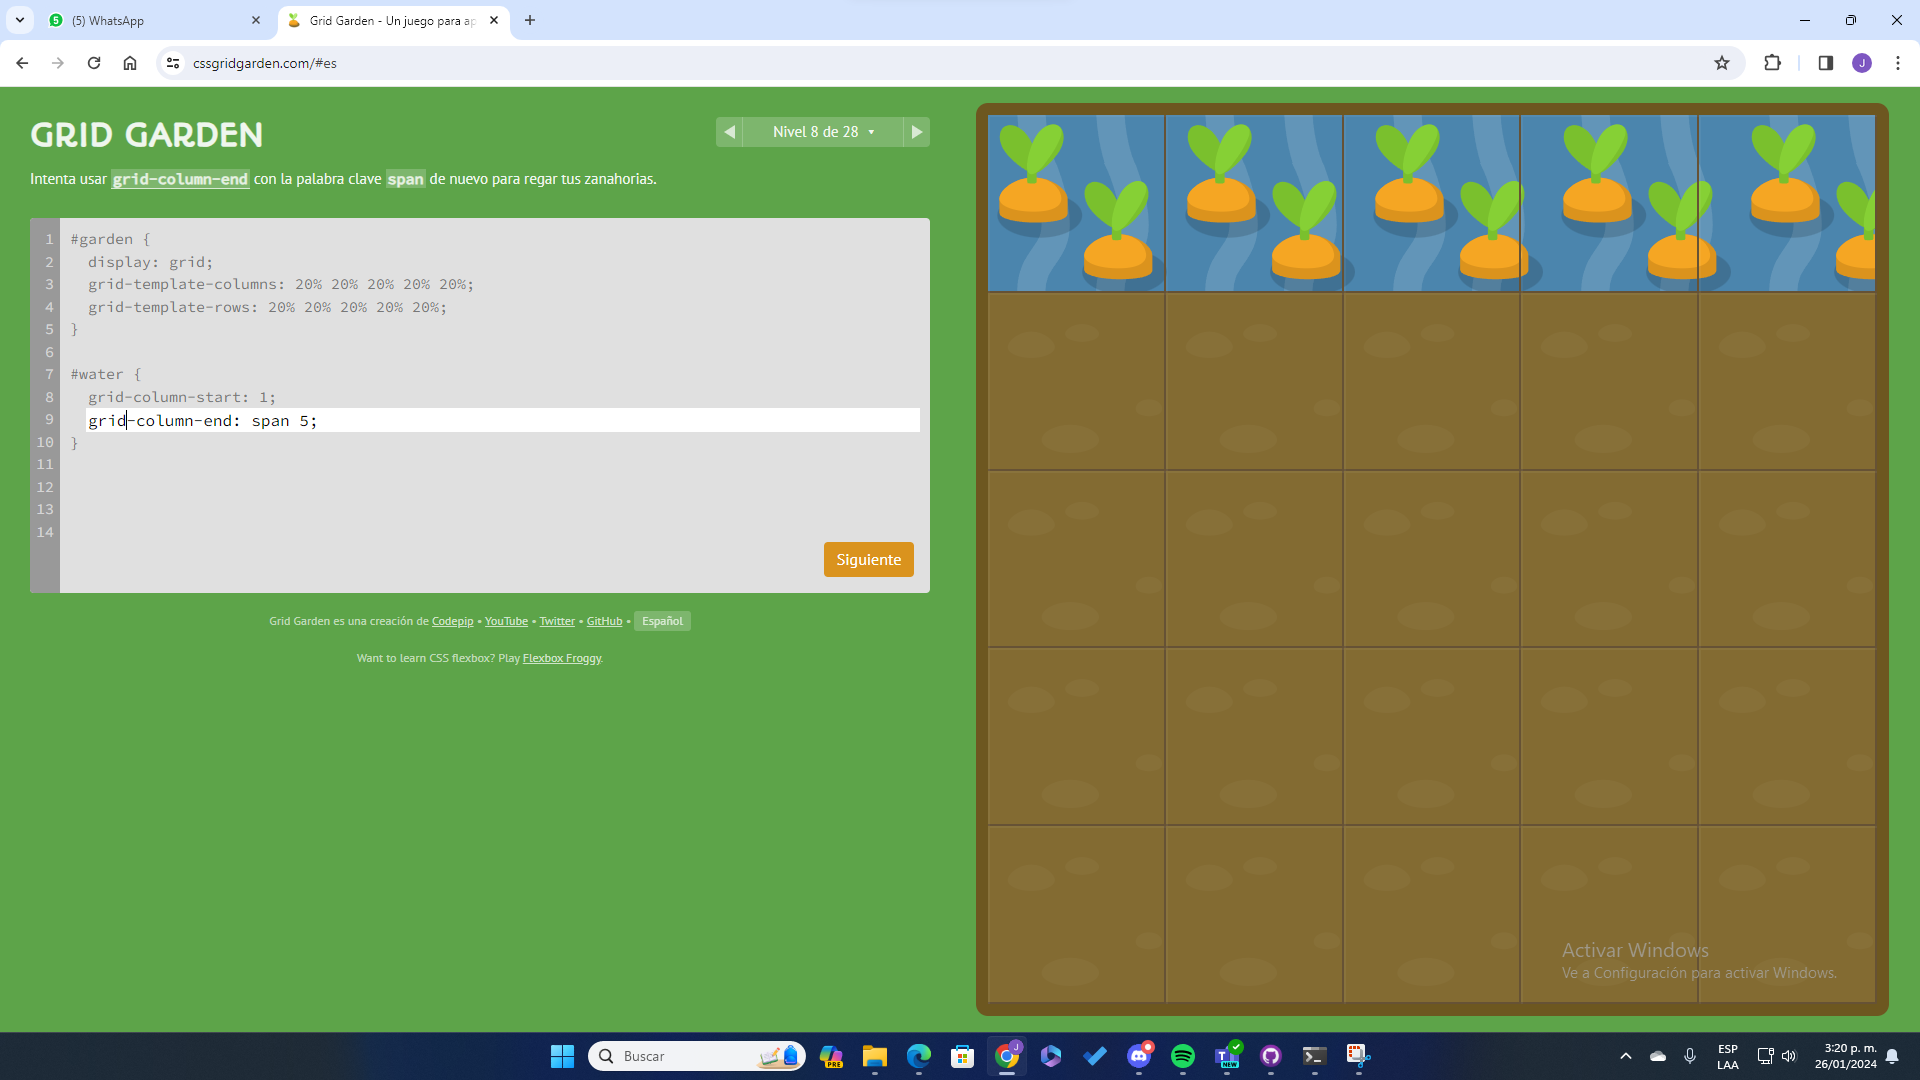 5
(5) WhatsApp
Grid Garden - Un juego para ap
cssgridgarden.com/#es
J
GRID GARDEN
Nivel 8 de 28
Intenta usar grid-column-end con la palabra clave span de nuevo para regar tus zanahorias.
1 #garden {
2 display: grid;
3 grid-template-columns: 20% 20% 20% 20% 20%;
4 grid-template-rows: 20% 20% 20% 20% 20%;
5 }
6
7 #water {
8 grid-column-start: 1;
9 grid-column-end: span 5;
10 }
11
12
13
14
Siguiente
Grid Garden es una creación de Codepip • YouTube • Twitter • GitHub • Español
Want to learn CSS flexbox? Play Flexbox Froggy.
Activar Windows
Ve a Configuración para activar Windows.
Buscar
PRE
J
T
NEW
ESP
LAA
3:20 p. m.
26/01/2024